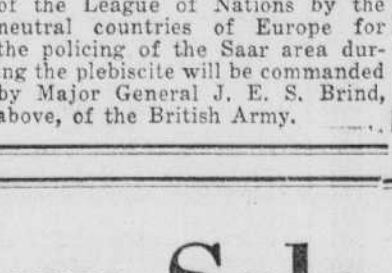 of the League of Nations by the
neutral countries of Europe for
the policing of the Saar area dur-
ing the plebiscite will be commanded
by Major General J. E. S. Brind,
above, of the British Army.